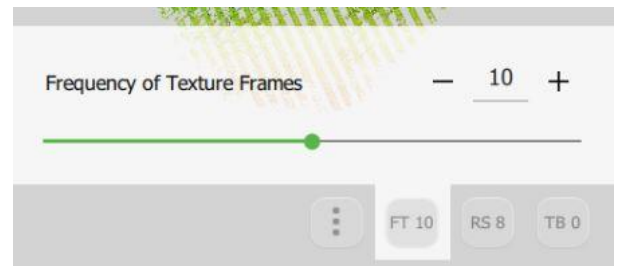 Frequency of Texture Frames — 10 +
FT 10 RS 8 TB 0